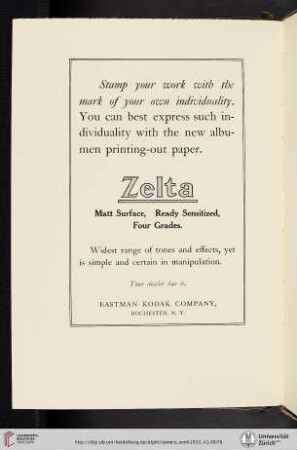 Stamp your work with the
mark of your own individuality.
You can best express such in-
dividuality with the new albu-
men printing-out paper.
Zelta
Matt Surface, Ready Sensitized,
Four Grades.
Widest range of tones and effects, yet
is simple and certain in manipulation.
Your dealer has it.
EASTMAN KODAK COMPANY,
ROCHESTER, N. Y.
Universität
Zürich